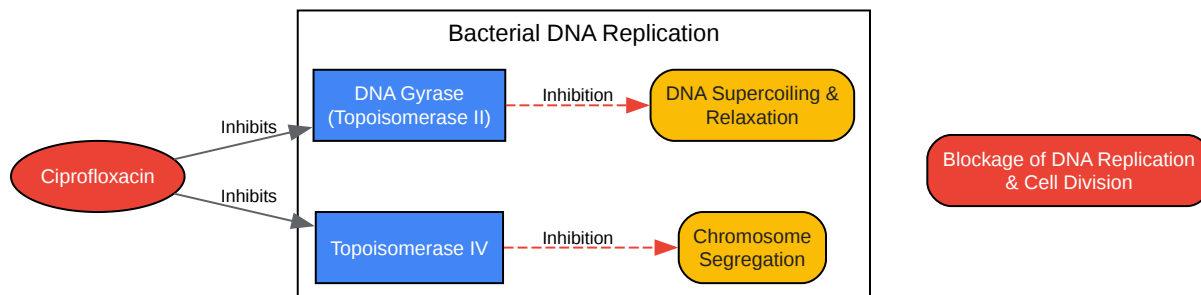 Bacterial DNA Replication
Ciprofloxacin
Inhibits
Inhibits
DNA Gyrase
(Topoisomerase II)
Inhibition
DNA Supercoiling &
Relaxation
Topoisomerase IV
Inhibition
Chromosome
Segregation
Blockage of DNA Replication
& Cell Division